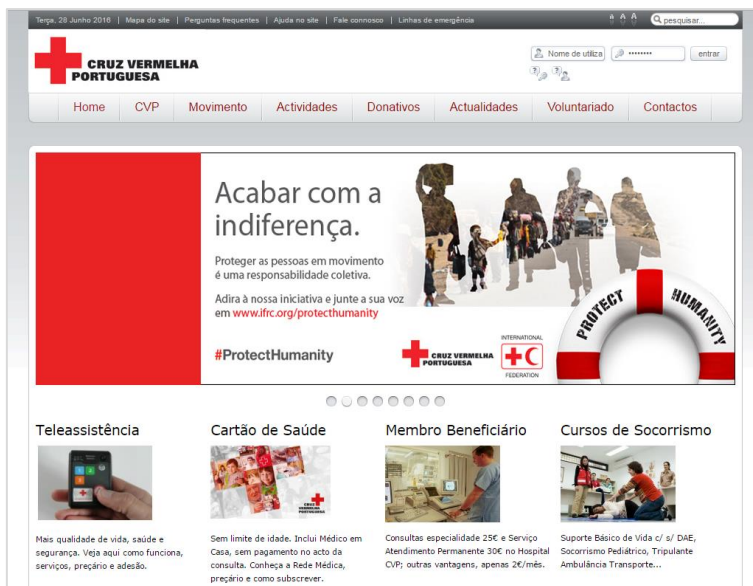 Terça, 28 Junho 2016 | Mapa do site | Perguntas frequentes | Ajuda no site | Fale connosco | Linhas de emergência
A A A pesquisar...
CRUZ VERMELHA
PORTUGUESA
Nome de utiliza •••••••• entrar
Home CVP Movimento Actividades Donativos Actualidades Voluntariado Contactos
Acabar com a
indiferença.
Proteger as pessoas em movimento
é uma responsabilidade coletiva.
Adira à nossa iniciativa e junte a sua voz
em www.ifrc.org/protecthumanity
#ProtectHumanity
CRUZ VERMELHA
PORTUGUESA
INTERNATIONAL
FEDERATION
PROTECT HUMANITY
Teleassistência
Mais qualidade de vida, saúde e
segurança. Veja aqui como funciona,
serviços, preçário e adesão.
Cartão de Saúde
CRUZ VERMELHA
PORTUGUESA
Sem limite de idade. Inclui Médico em
Casa, sem pagamento no acto da
consulta. Conheça a Rede Médica,
preçário e como subscrever.
Membro Beneficiário
Consultas especialidade 25€ e Serviço
Atendimento Permanente 30€ no Hospital
CVP; outras vantagens, apenas 2€/mês.
Cursos de Socorrismo
Suporte Básico de Vida c/ s/ DAE,
Socorrismo Pediátrico, Tripulante
Ambulância Transporte...